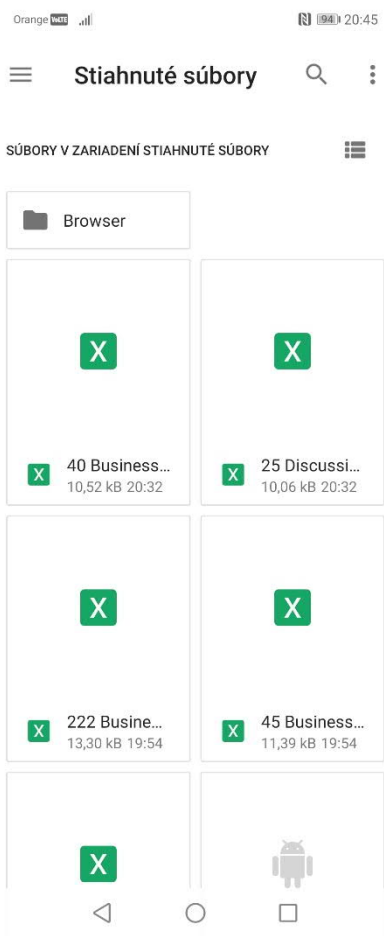 Orange VoLTE 94 20:45
Stiahnuté súbory
SÚBORY V ZARIADENÍ STIAHNUTÉ SÚBORY
Browser
X X
X 40 Business... X 25 Discussi...
10,52 kB 20:32 10,06 kB 20:32
X X
X 222 Busine... X 45 Business...
13,30 kB 19:54 11,39 kB 19:54
X